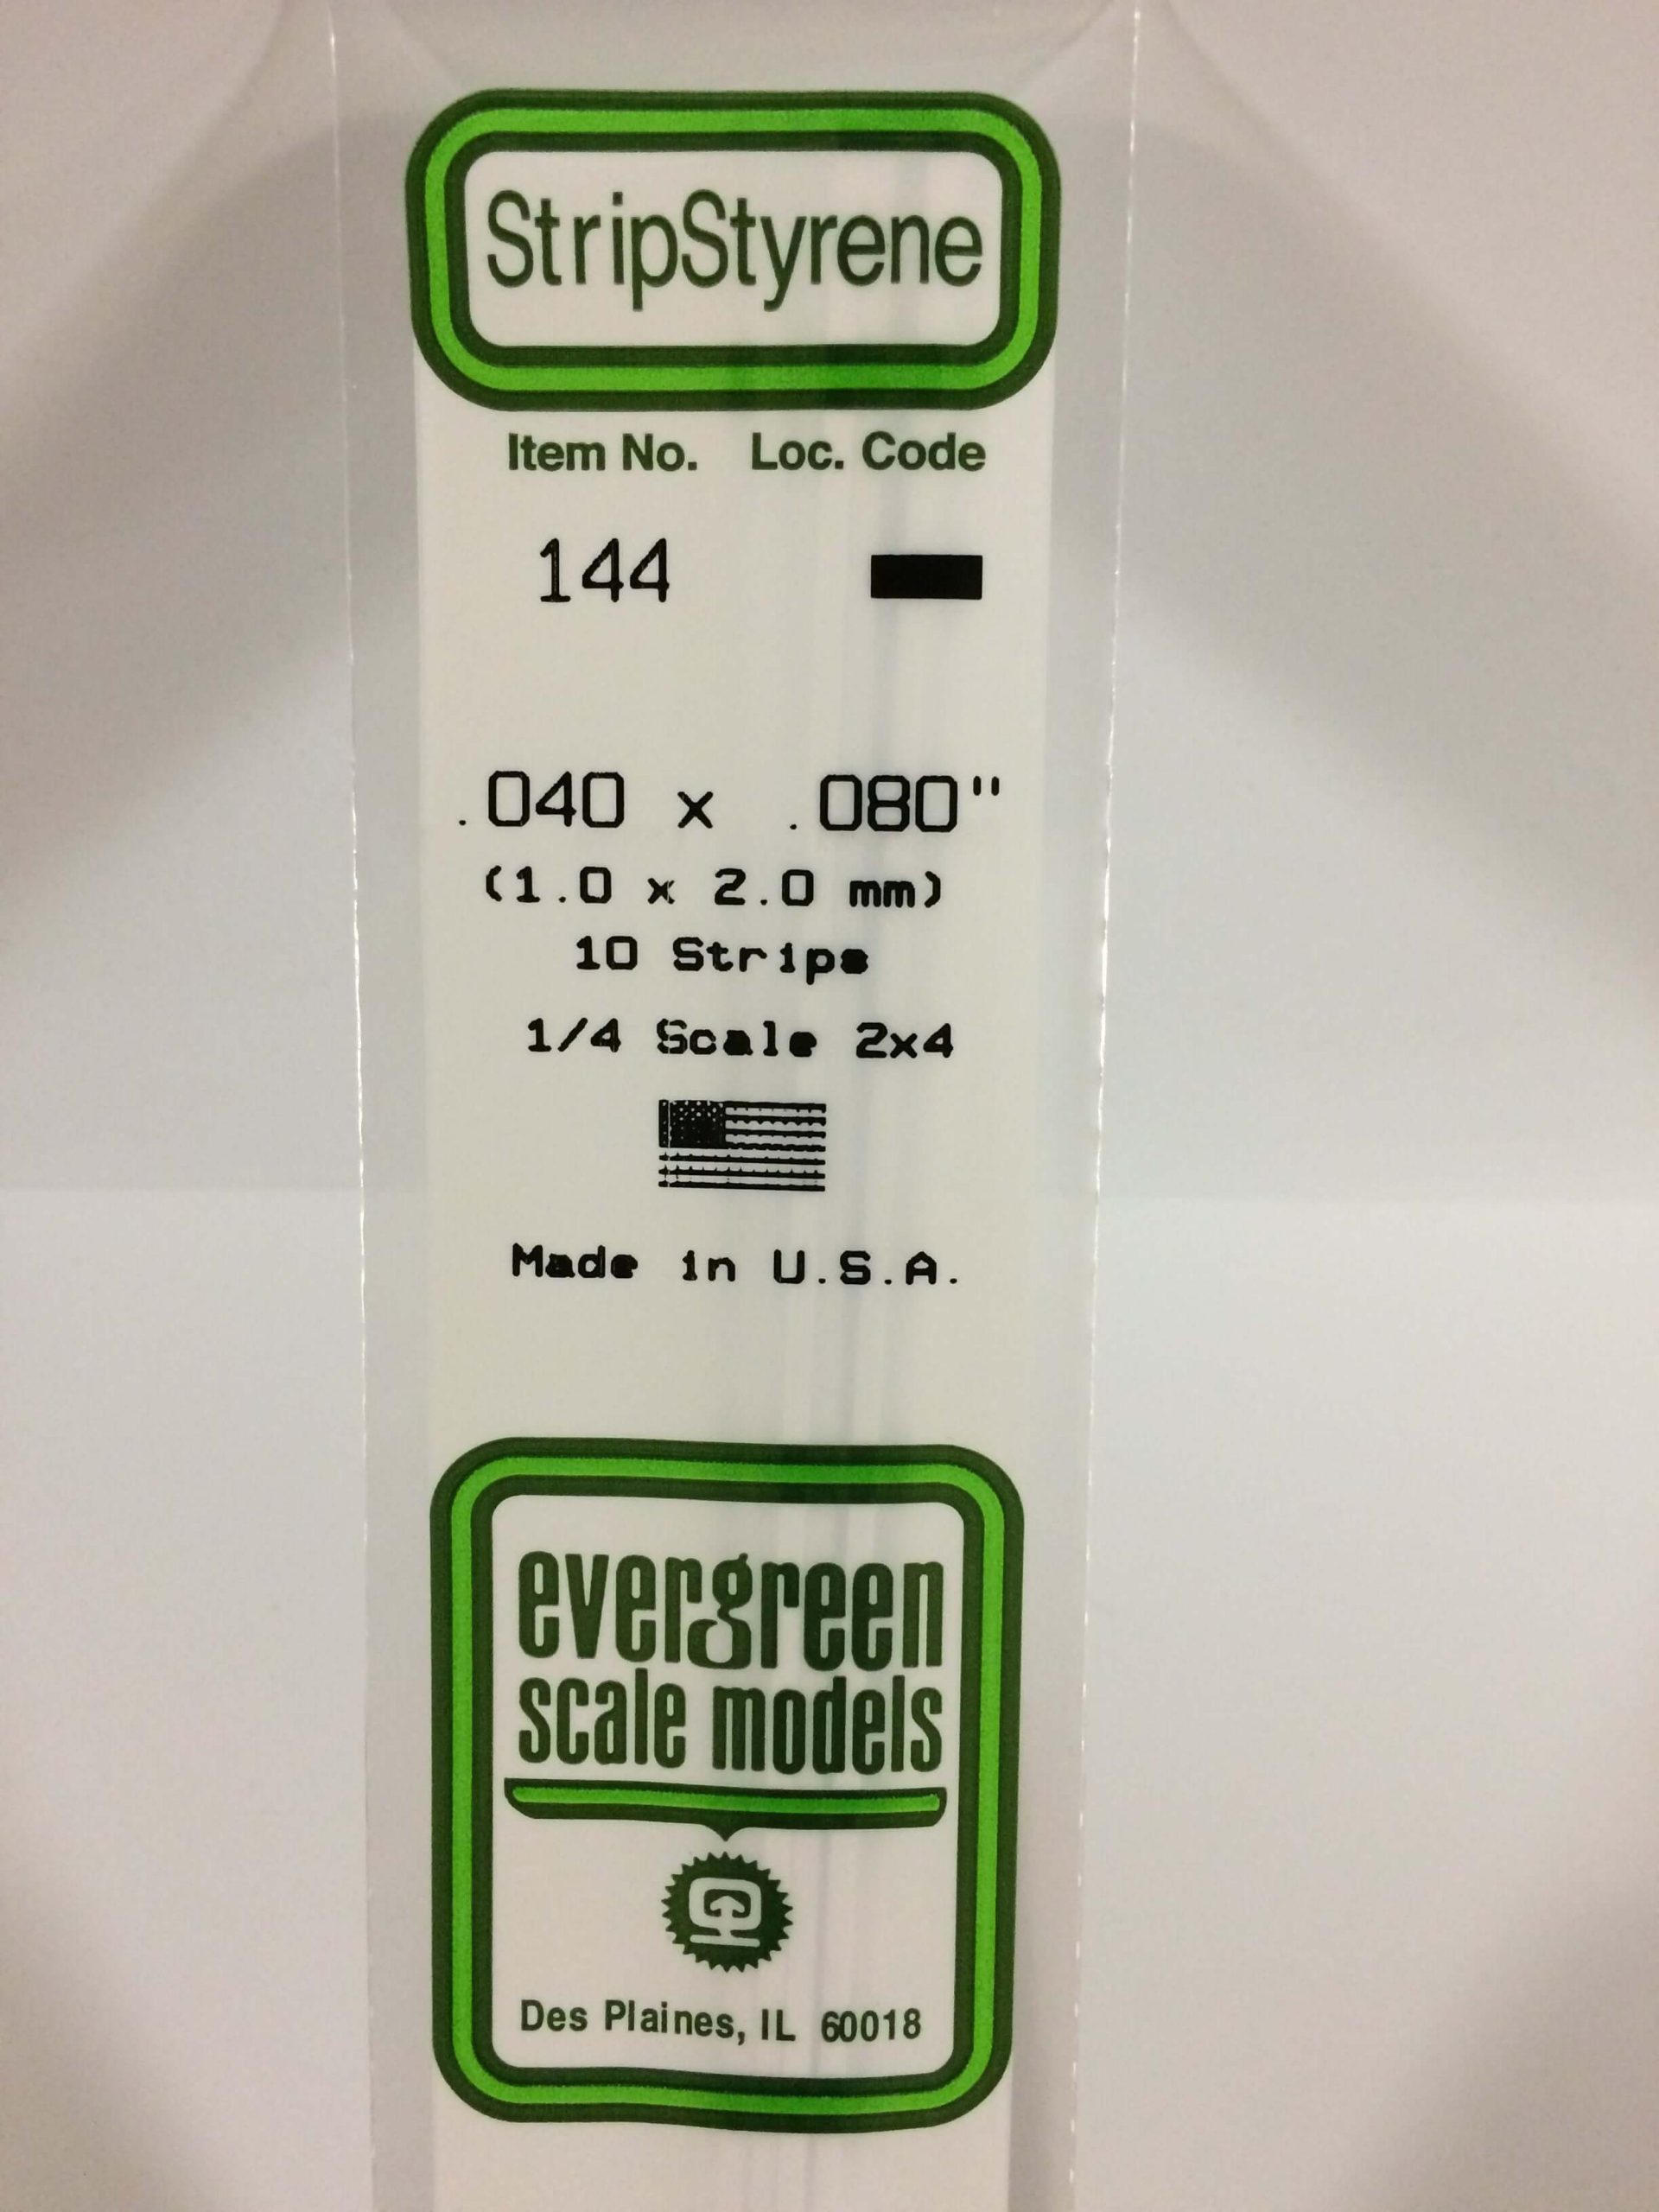 StripStyrene
Item No. Loc. Code
144
.040 x .080"
(1.0 x 2.0 mm)
10 Strips
1/4 Scale 2x4
Made in U.S.A.
evergreen
scale models
Des Plaines, IL 60018